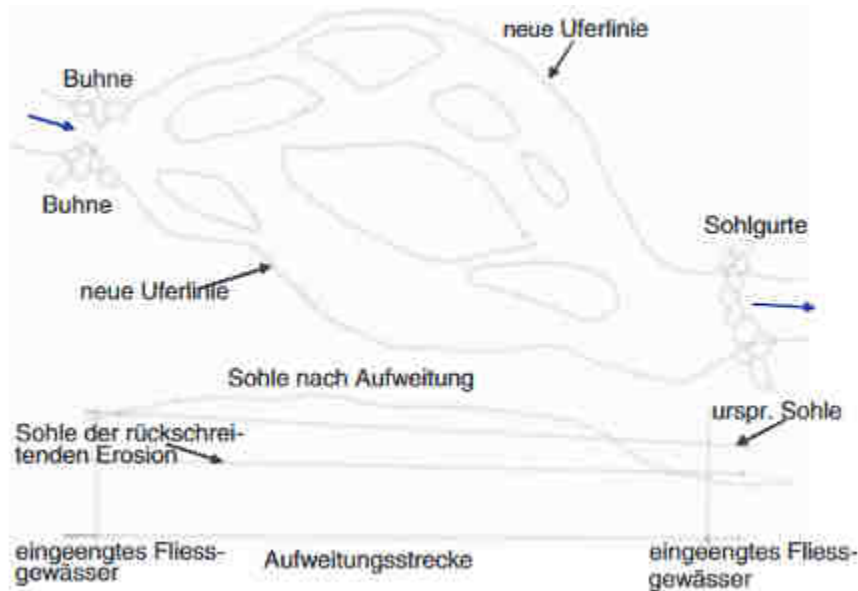 neue Uferlinie
Buhne
Buhne
Sohlgurte
neue Uferlinie
Sohle nach Aufweitung
urspr. Sohle
Sohle der rückschrei-
tenden Erosion
eingeengtes Fliess-
gewässer
Aufweitungsstrecke
eingeengtes Fliess-
gewässer